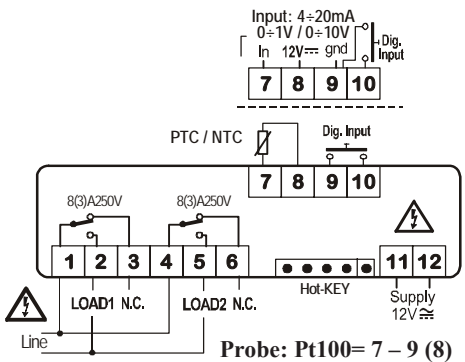 Input: 4÷20mA
0÷1V / 0÷10V
In 12V⎓ gnd
Dig.
Input
7 8 9 10
PTC / NTC
Dig. Input
7 8 9 10
8(3)A250V 8(3)A250V
1 2 3 4 5 6 11 12
LOAD1 N.C. LOAD2 N.C.
Hot-KEY
Supply
12V≅
Line
Probe: Pt100= 7 – 9 (8)